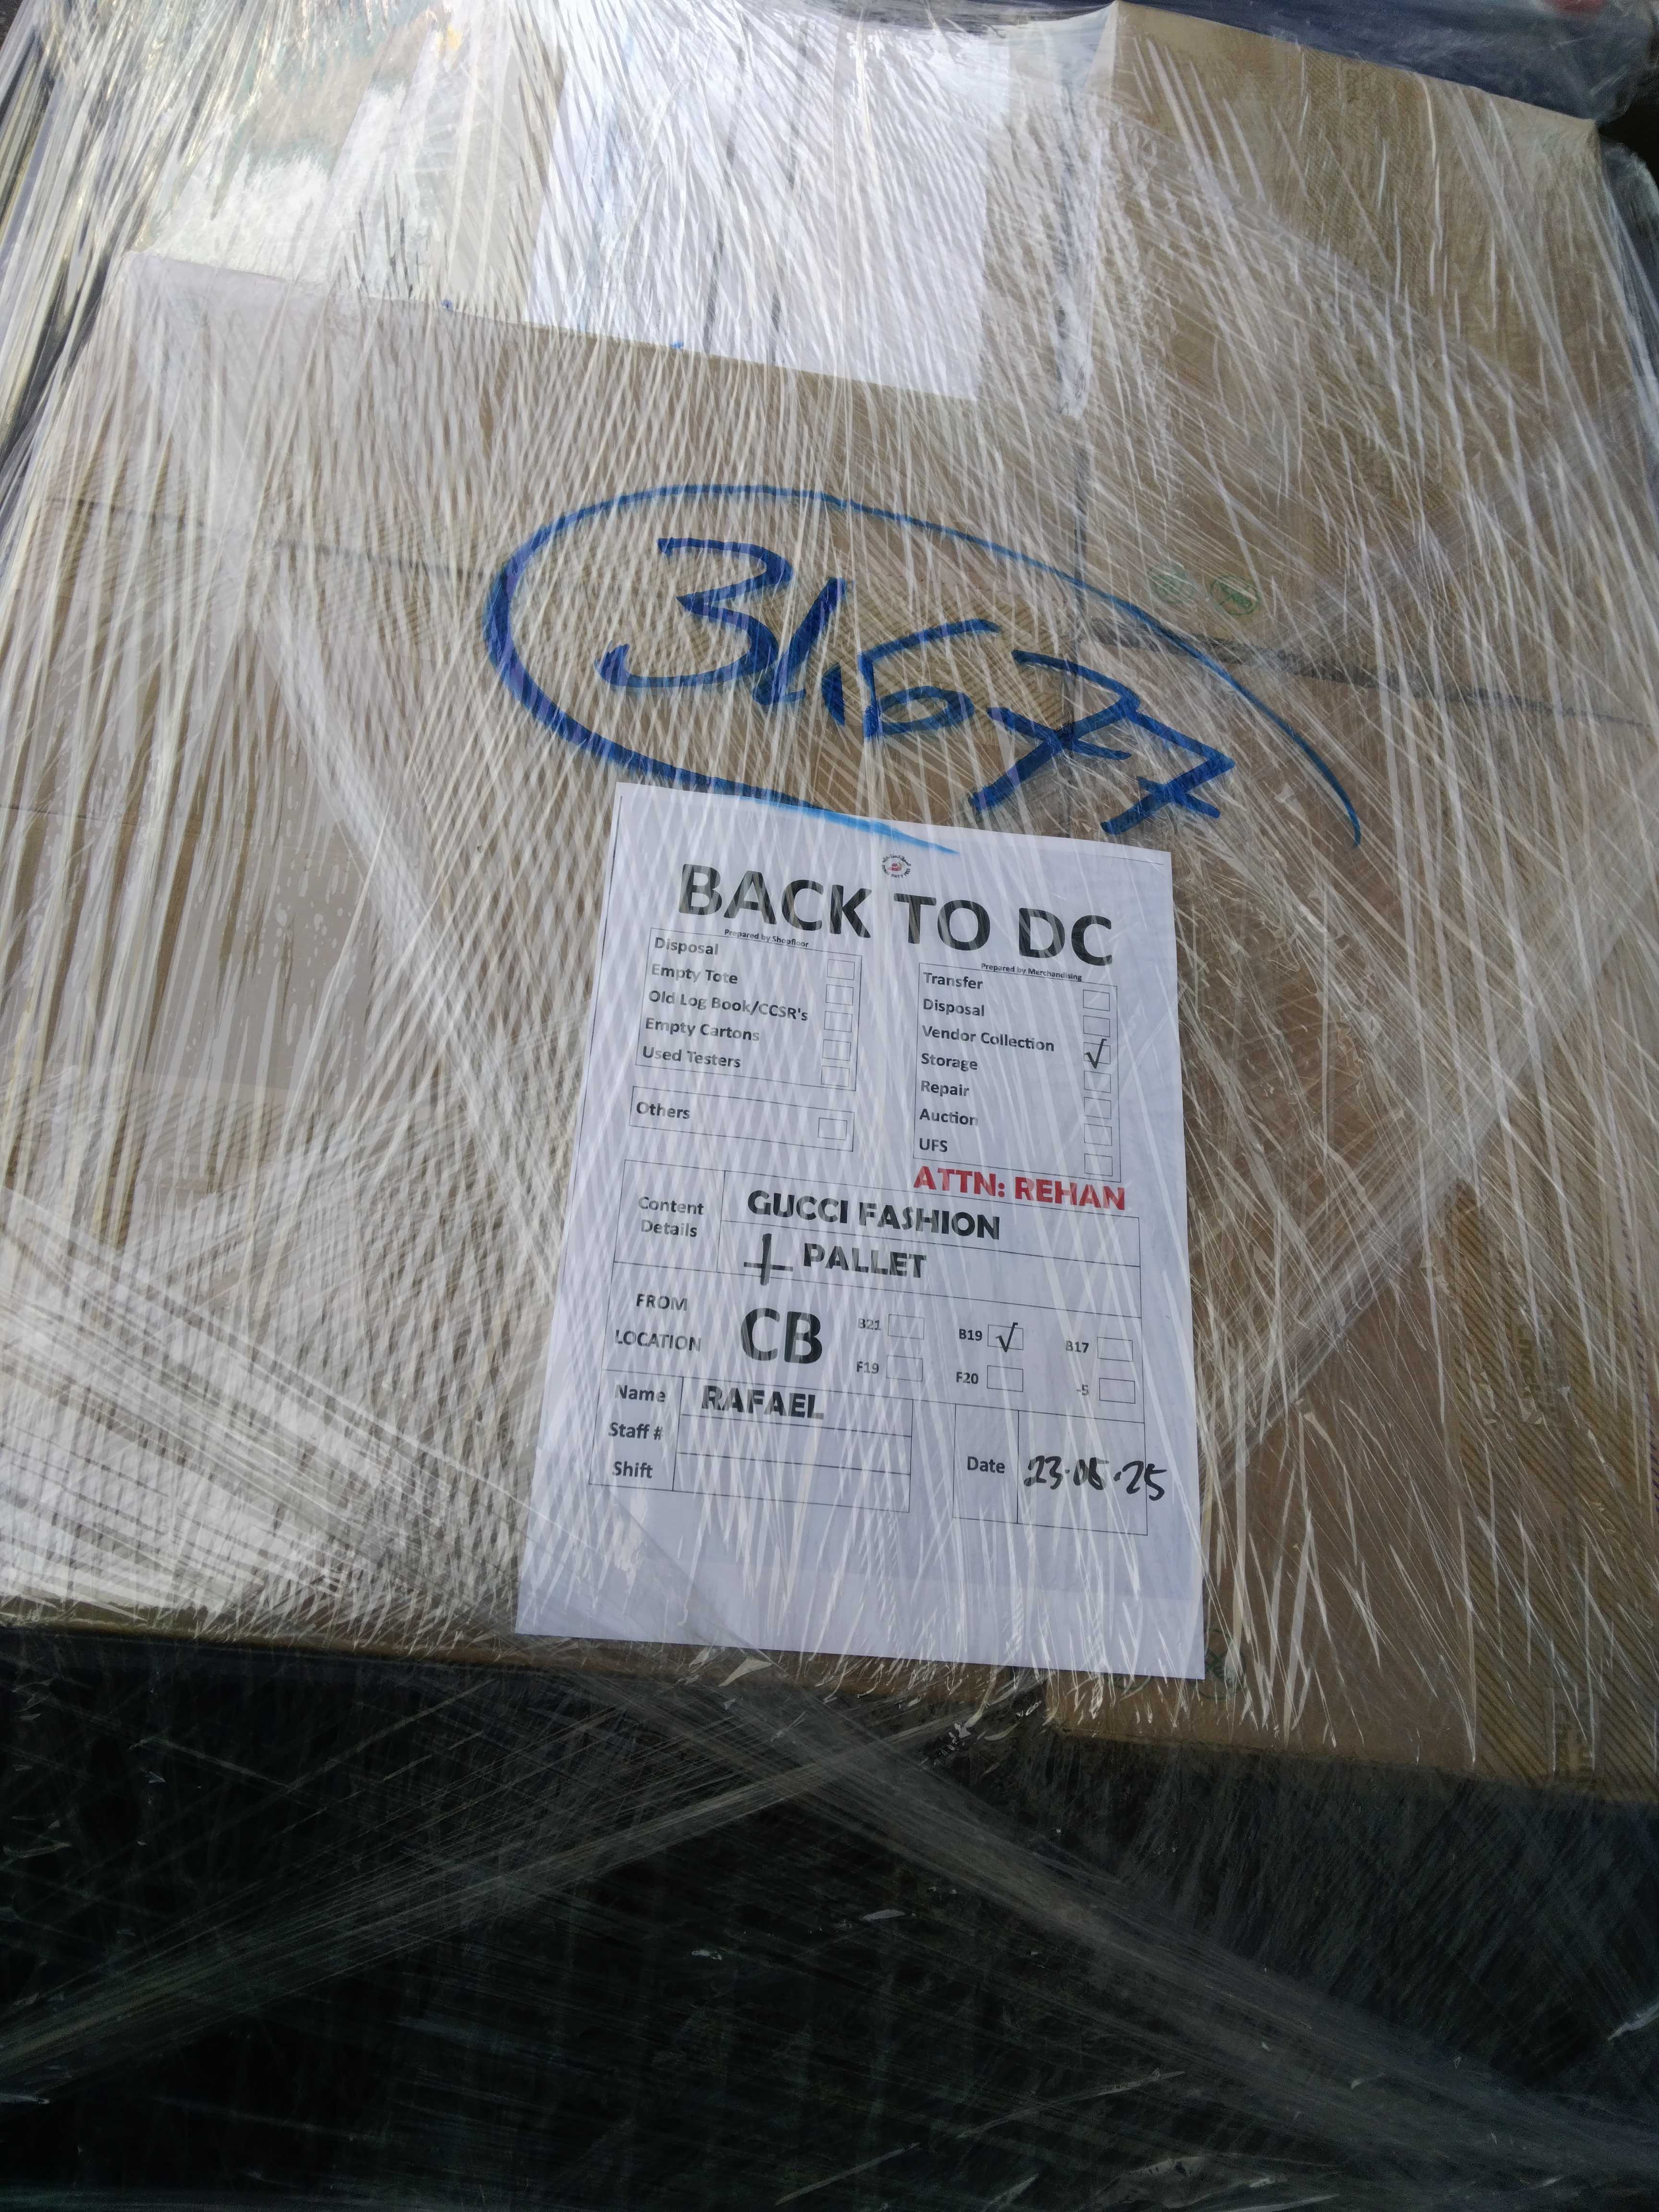 31677
BACK TO DC
Prepared by Shopfloor
Disposal
Empty Tote
Old Log Book/CCSR's
Empty Cartons
Used Testers
Others
Prepared by Merchandising
Transfer
Disposal
Vendor Collection √
Storage
Repair
Auction
UFS
ATTN: REHAN
Content Details
GUCCI FASHION
1 PALLET
FROM LOCATION
CB
B21 B19 √ B17
F19 F20 -5
Name RAFAEL
Staff #
Shift
Date 23.05.25